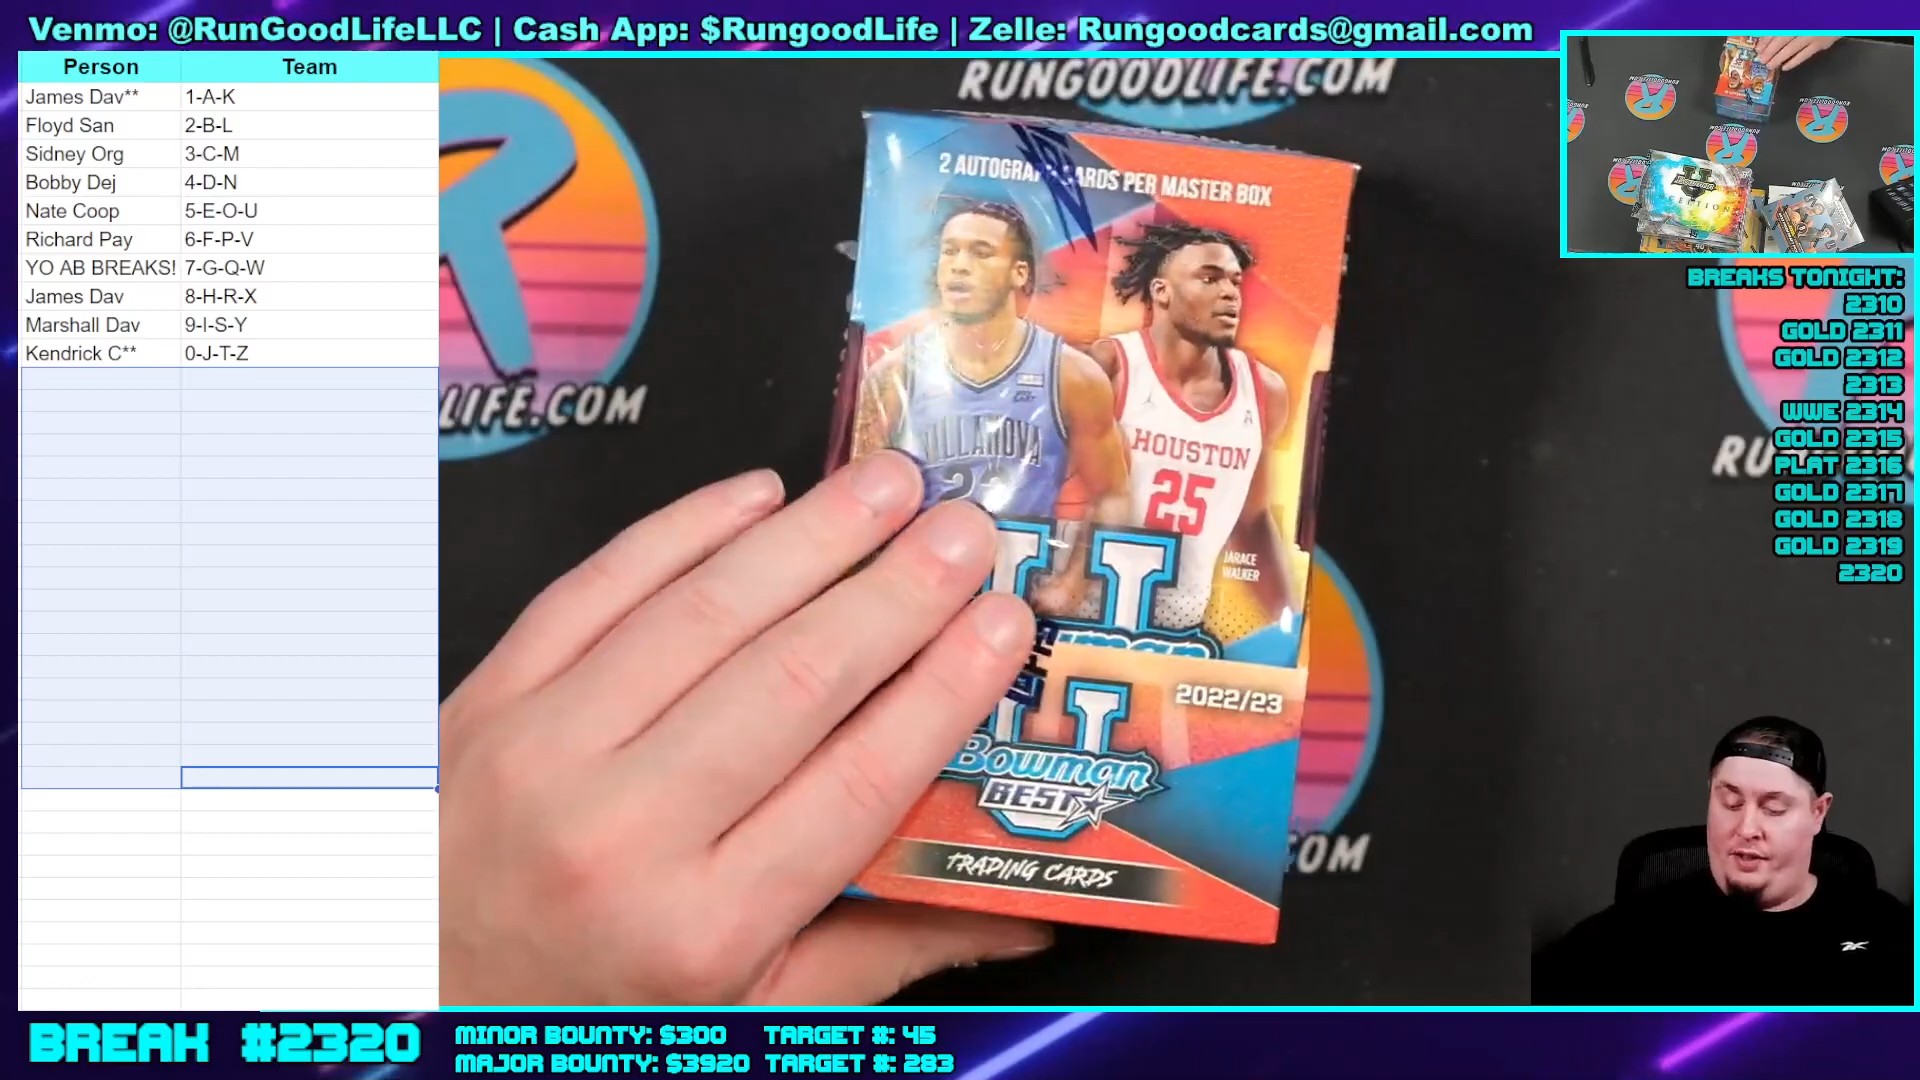 Venmo: @RunGoodLifeLLC | Cash App: $RungoodLife | Zelle: Rungoodcards@gmail.com
Person Team
James Dav** 1-A-K
Floyd San 2-B-L
Sidney Org 3-C-M
Bobby Dej 4-D-N
Nate Coop 5-E-O-U
Richard Pay 6-F-P-V
YO AB BREAKS! 7-G-Q-W
James Dav 8-H-R-X
Marshall Dav 9-I-S-Y
Kendrick C** 0-J-T-Z
RUNGOODLIFE.COM
2 AUTOGRAPH CARDS PER MASTER BOX
LIFE.COM
VILLANOVA
HOUSTON
25
JARACE
WALKER
2022/23
Bowman
BEST
TRADING CARDS
BREAKS TONIGHT:
2310
GOLD 2311
GOLD 2312
2313
WWE 2314
GOLD 2315
PLAT 2316
GOLD 2317
GOLD 2318
GOLD 2319
2320
BREAK #2320
MINOR BOUNTY: $300 TARGET #: 45
MAJOR BOUNTY: $3920 TARGET #: 283